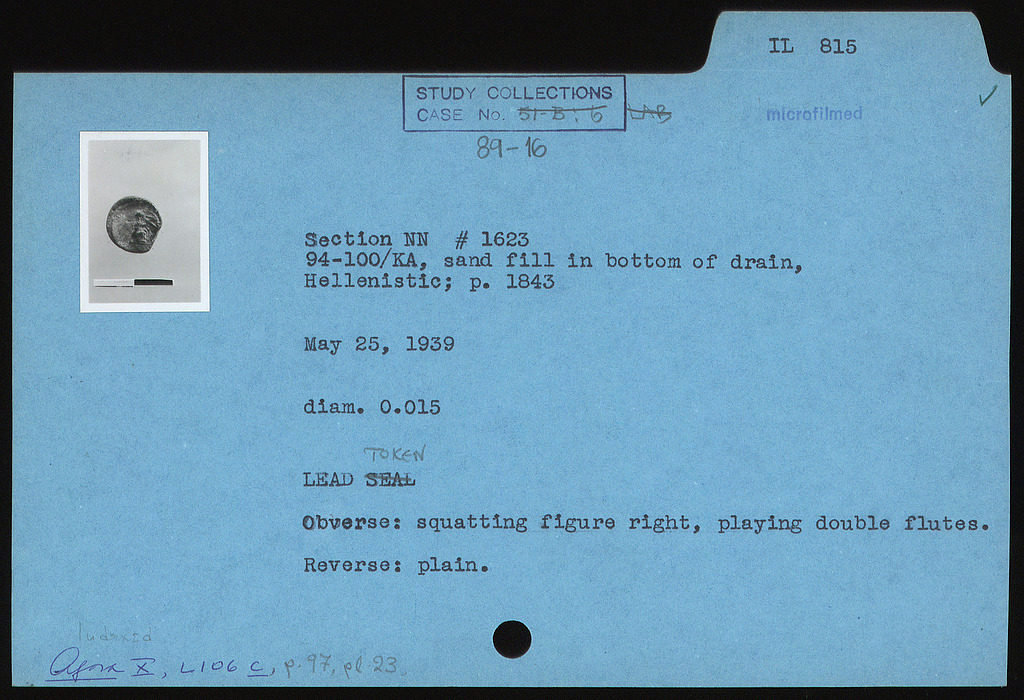 IL 815
STUDY COLLECTIONS
CASE No. 51-B; 6 LAB
microfilmed
89-16
Section NN # 1623
94-100/KA, sand fill in bottom of drain,
Hellenistic; p. 1843
May 25, 1939
diam. 0.015
TOKEN
LEAD SEAL
Obverse: squatting figure right, playing double flutes.
Reverse: plain.
Indexed
Agora X, L106 c, p. 97, pl 23.